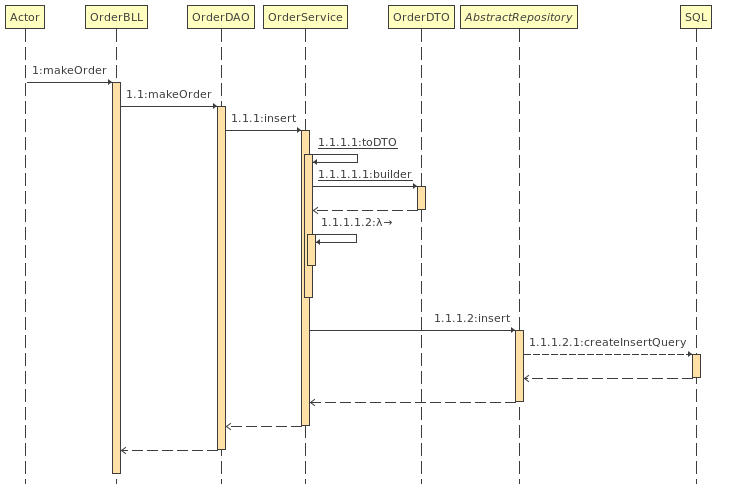 Actor
OrderBLL
OrderDAO
OrderService
OrderDTO
AbstractRepository
SQL
1:makeOrder
1.1:makeOrder
1.1.1:insert
1.1.1.1:toDTO
1.1.1.1.1:builder
1.1.1.1.2:λ→
1.1.1.2:insert
1.1.1.2.1:createInsertQuery